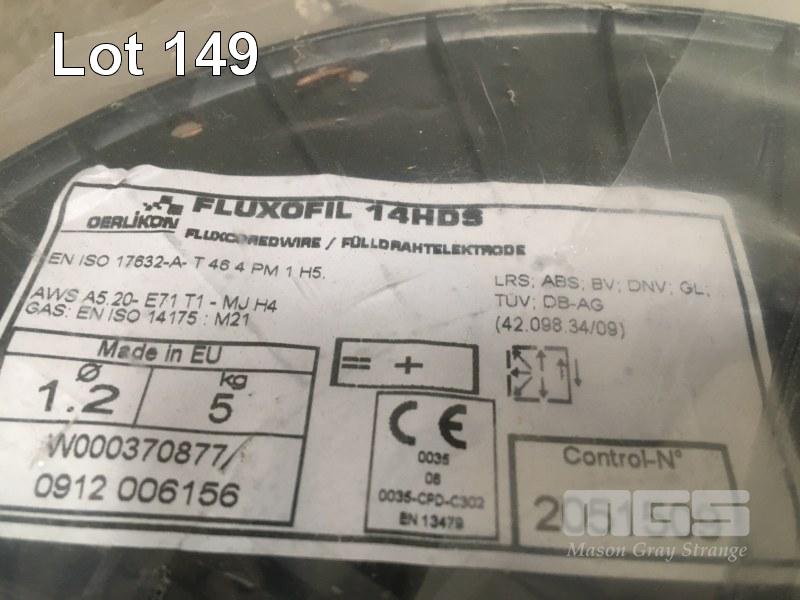 Lot 149
FLUXOFIL 14HDS
OERLIKON
FLUXCOREDWIRE / FÜLLDRAHTELEKTRODE
EN ISO 17632-A- T 46 4 PM 1 H5.
AWS A5.20- E71 T1 - MJ H4
GAS: EN ISO 14175 : M21
LRS; ABS; BV; DNV; GL;
TÜV; DB-AG
(42.098.34/09)
Made in EU
Ø
1.2
kg
5
= +
W000370877/
0912 006156
CE
0035
06
0035-CPD-C302
EN 13479
Control-N°
MGS
Mason Gray Strange